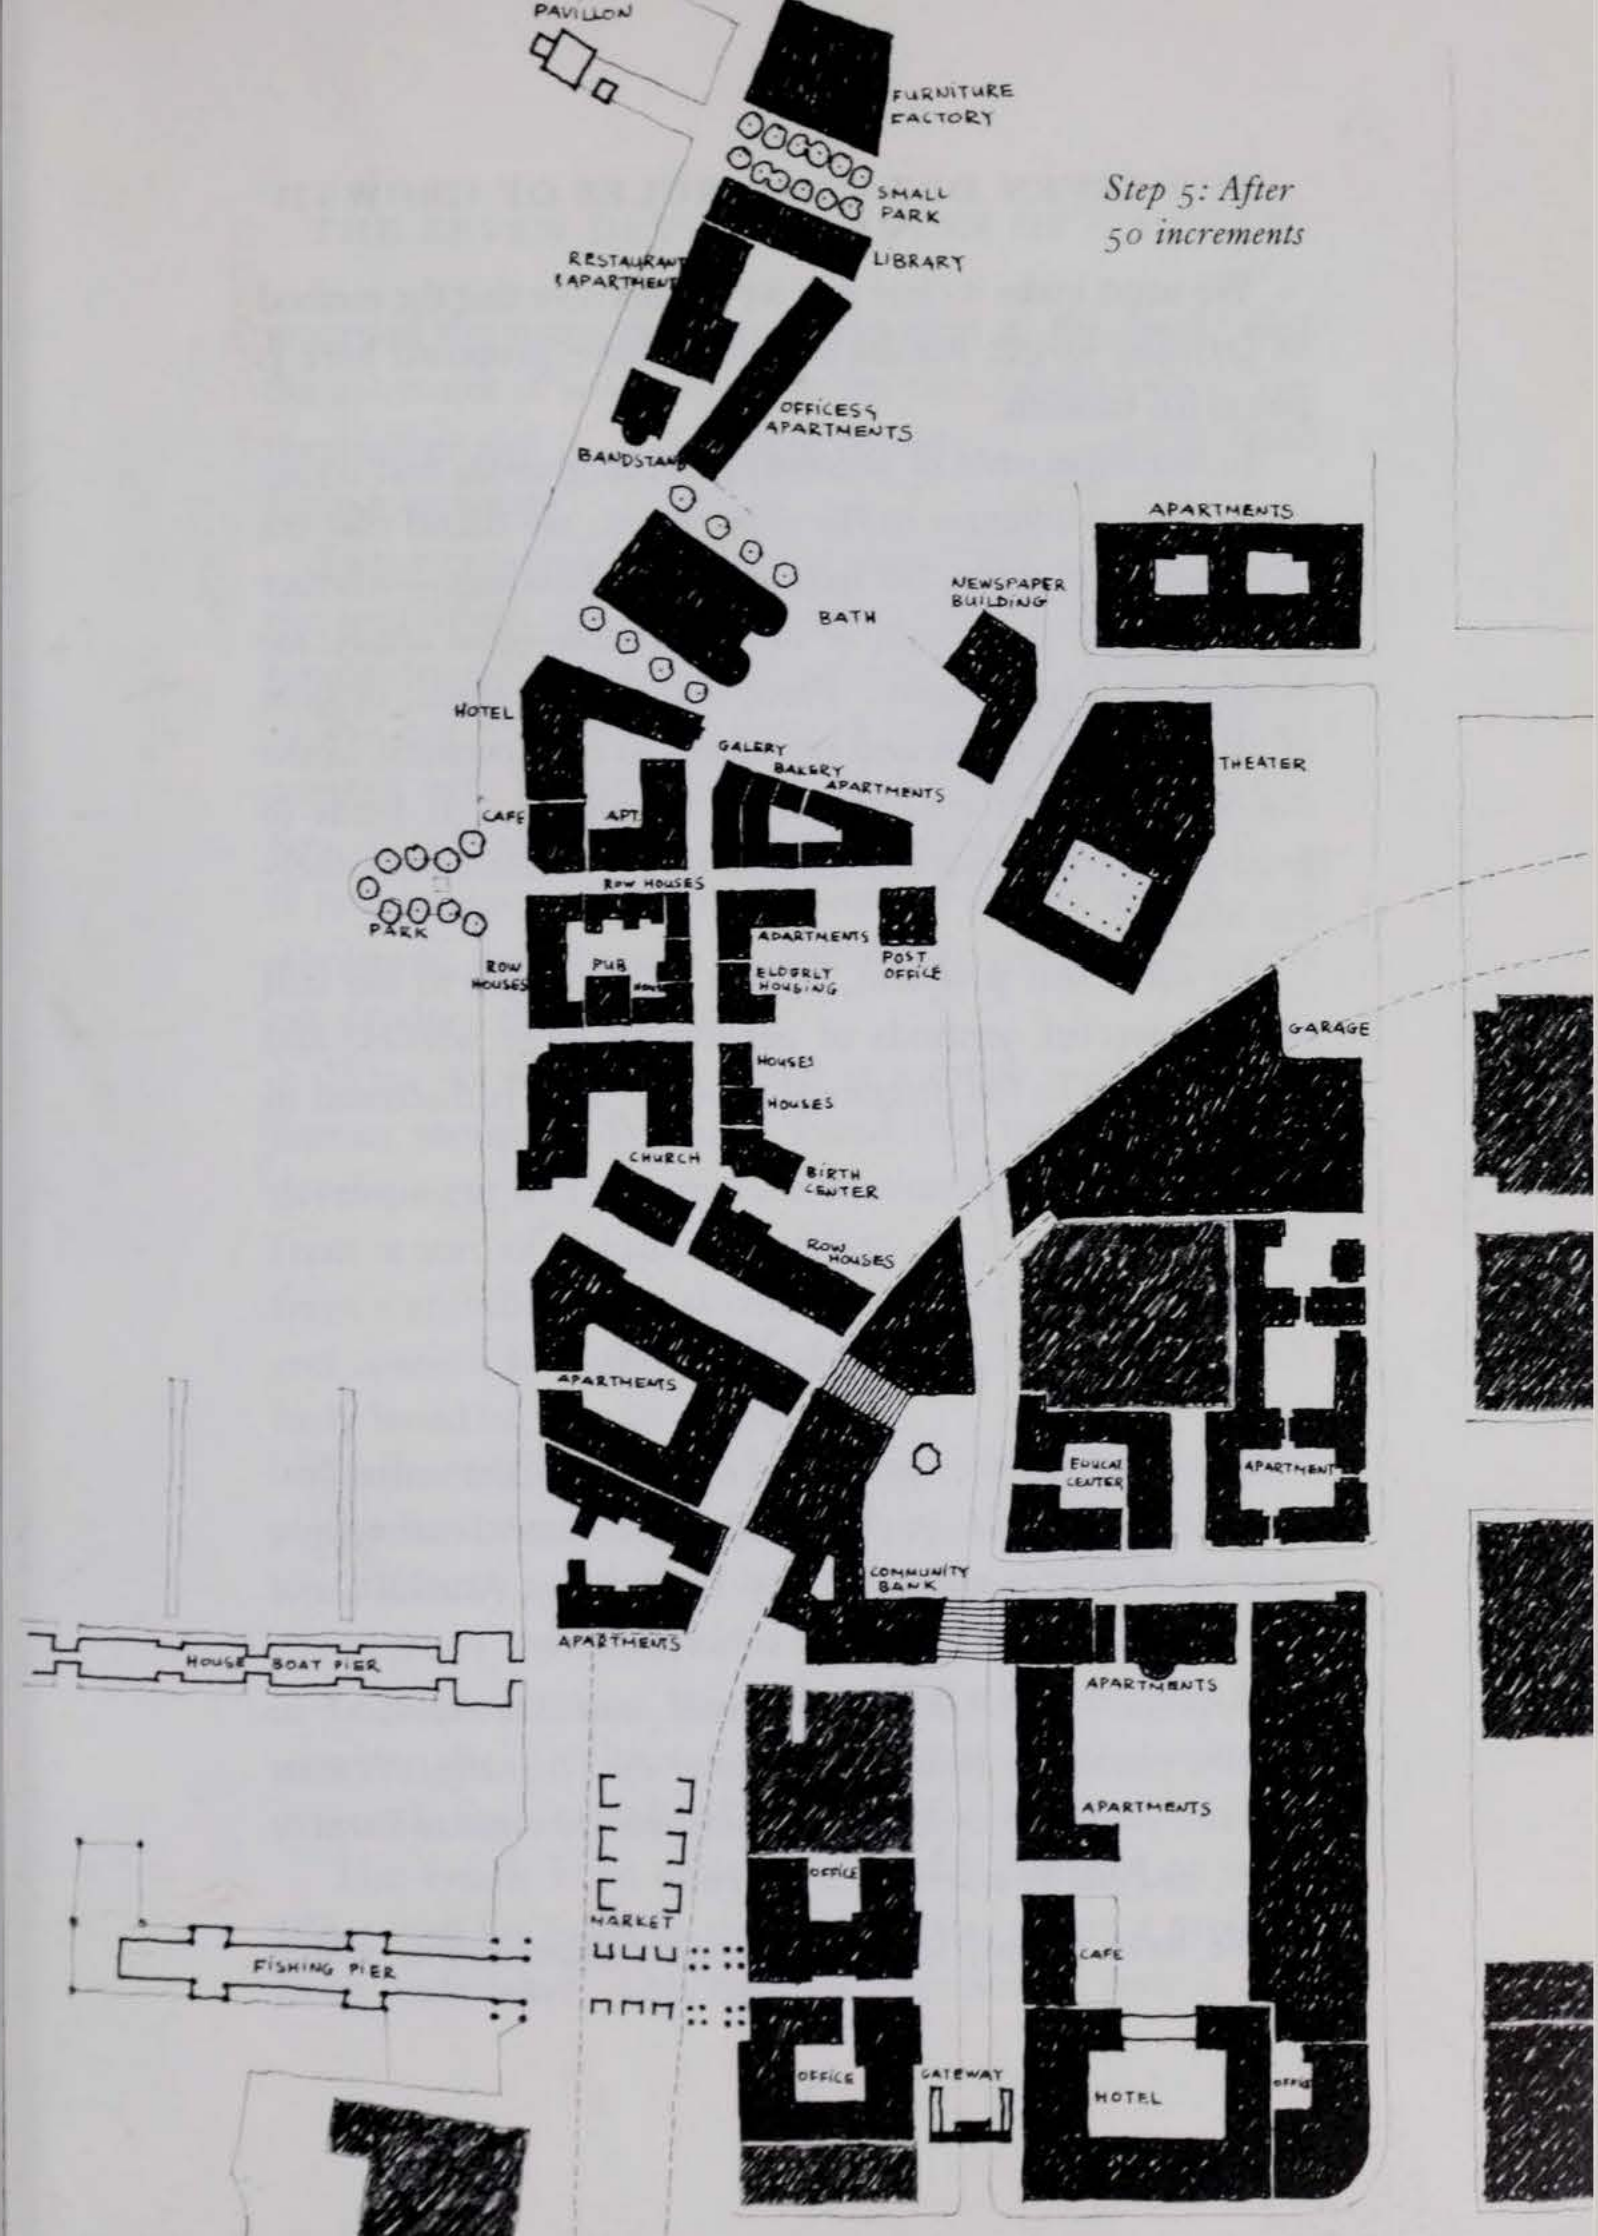 PAVILLON
FURNITURE
FACTORY
SMALL
PARK
Step 5: After
50 increments
LIBRARY
RESTAURANT
& APARTMENT
OFFICES &
APARTMENTS
BANDSTAND
APARTMENTS
NEWSPAPER
BUILDING
BATH
HOTEL
GALERY
BAKERY
APARTMENTS
THEATER
CAFE
APT.
ROW HOUSES
PARK
APARTMENTS
POST
OFFICE
ROW
HOUSES
PUB
ELDERLY
HOUSING
GARAGE
HOUSES
HOUSES
CHURCH
BIRTH
CENTER
ROW
HOUSES
APARTMENTS
EDUCAT
CENTER
APARTMENT
COMMUNITY
BANK
APARTMENTS
HOUSE BOAT PIER
APARTMENTS
APARTMENTS
OFFICE
MARKET
CAFE
FISHING PIER
OFFICE
GATEWAY
HOTEL
OFFICE